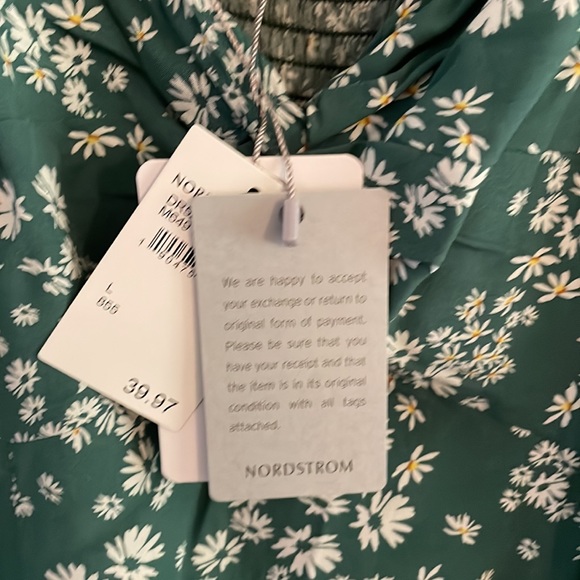 M649
L
B66
39.97
We are happy to accept
your exchange or return to
original form of payment.
Please be sure that you
have your receipt and that
the item is in its original
condition with all tags
attached.
NORDSTROM